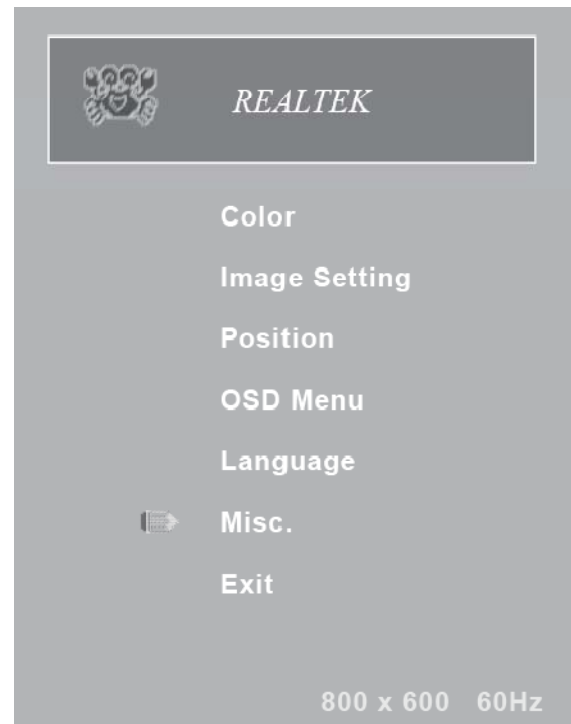 REALTEK
Color
Image Setting
Position
OSD Menu
Language
Misc.
Exit
800 x 600 60Hz